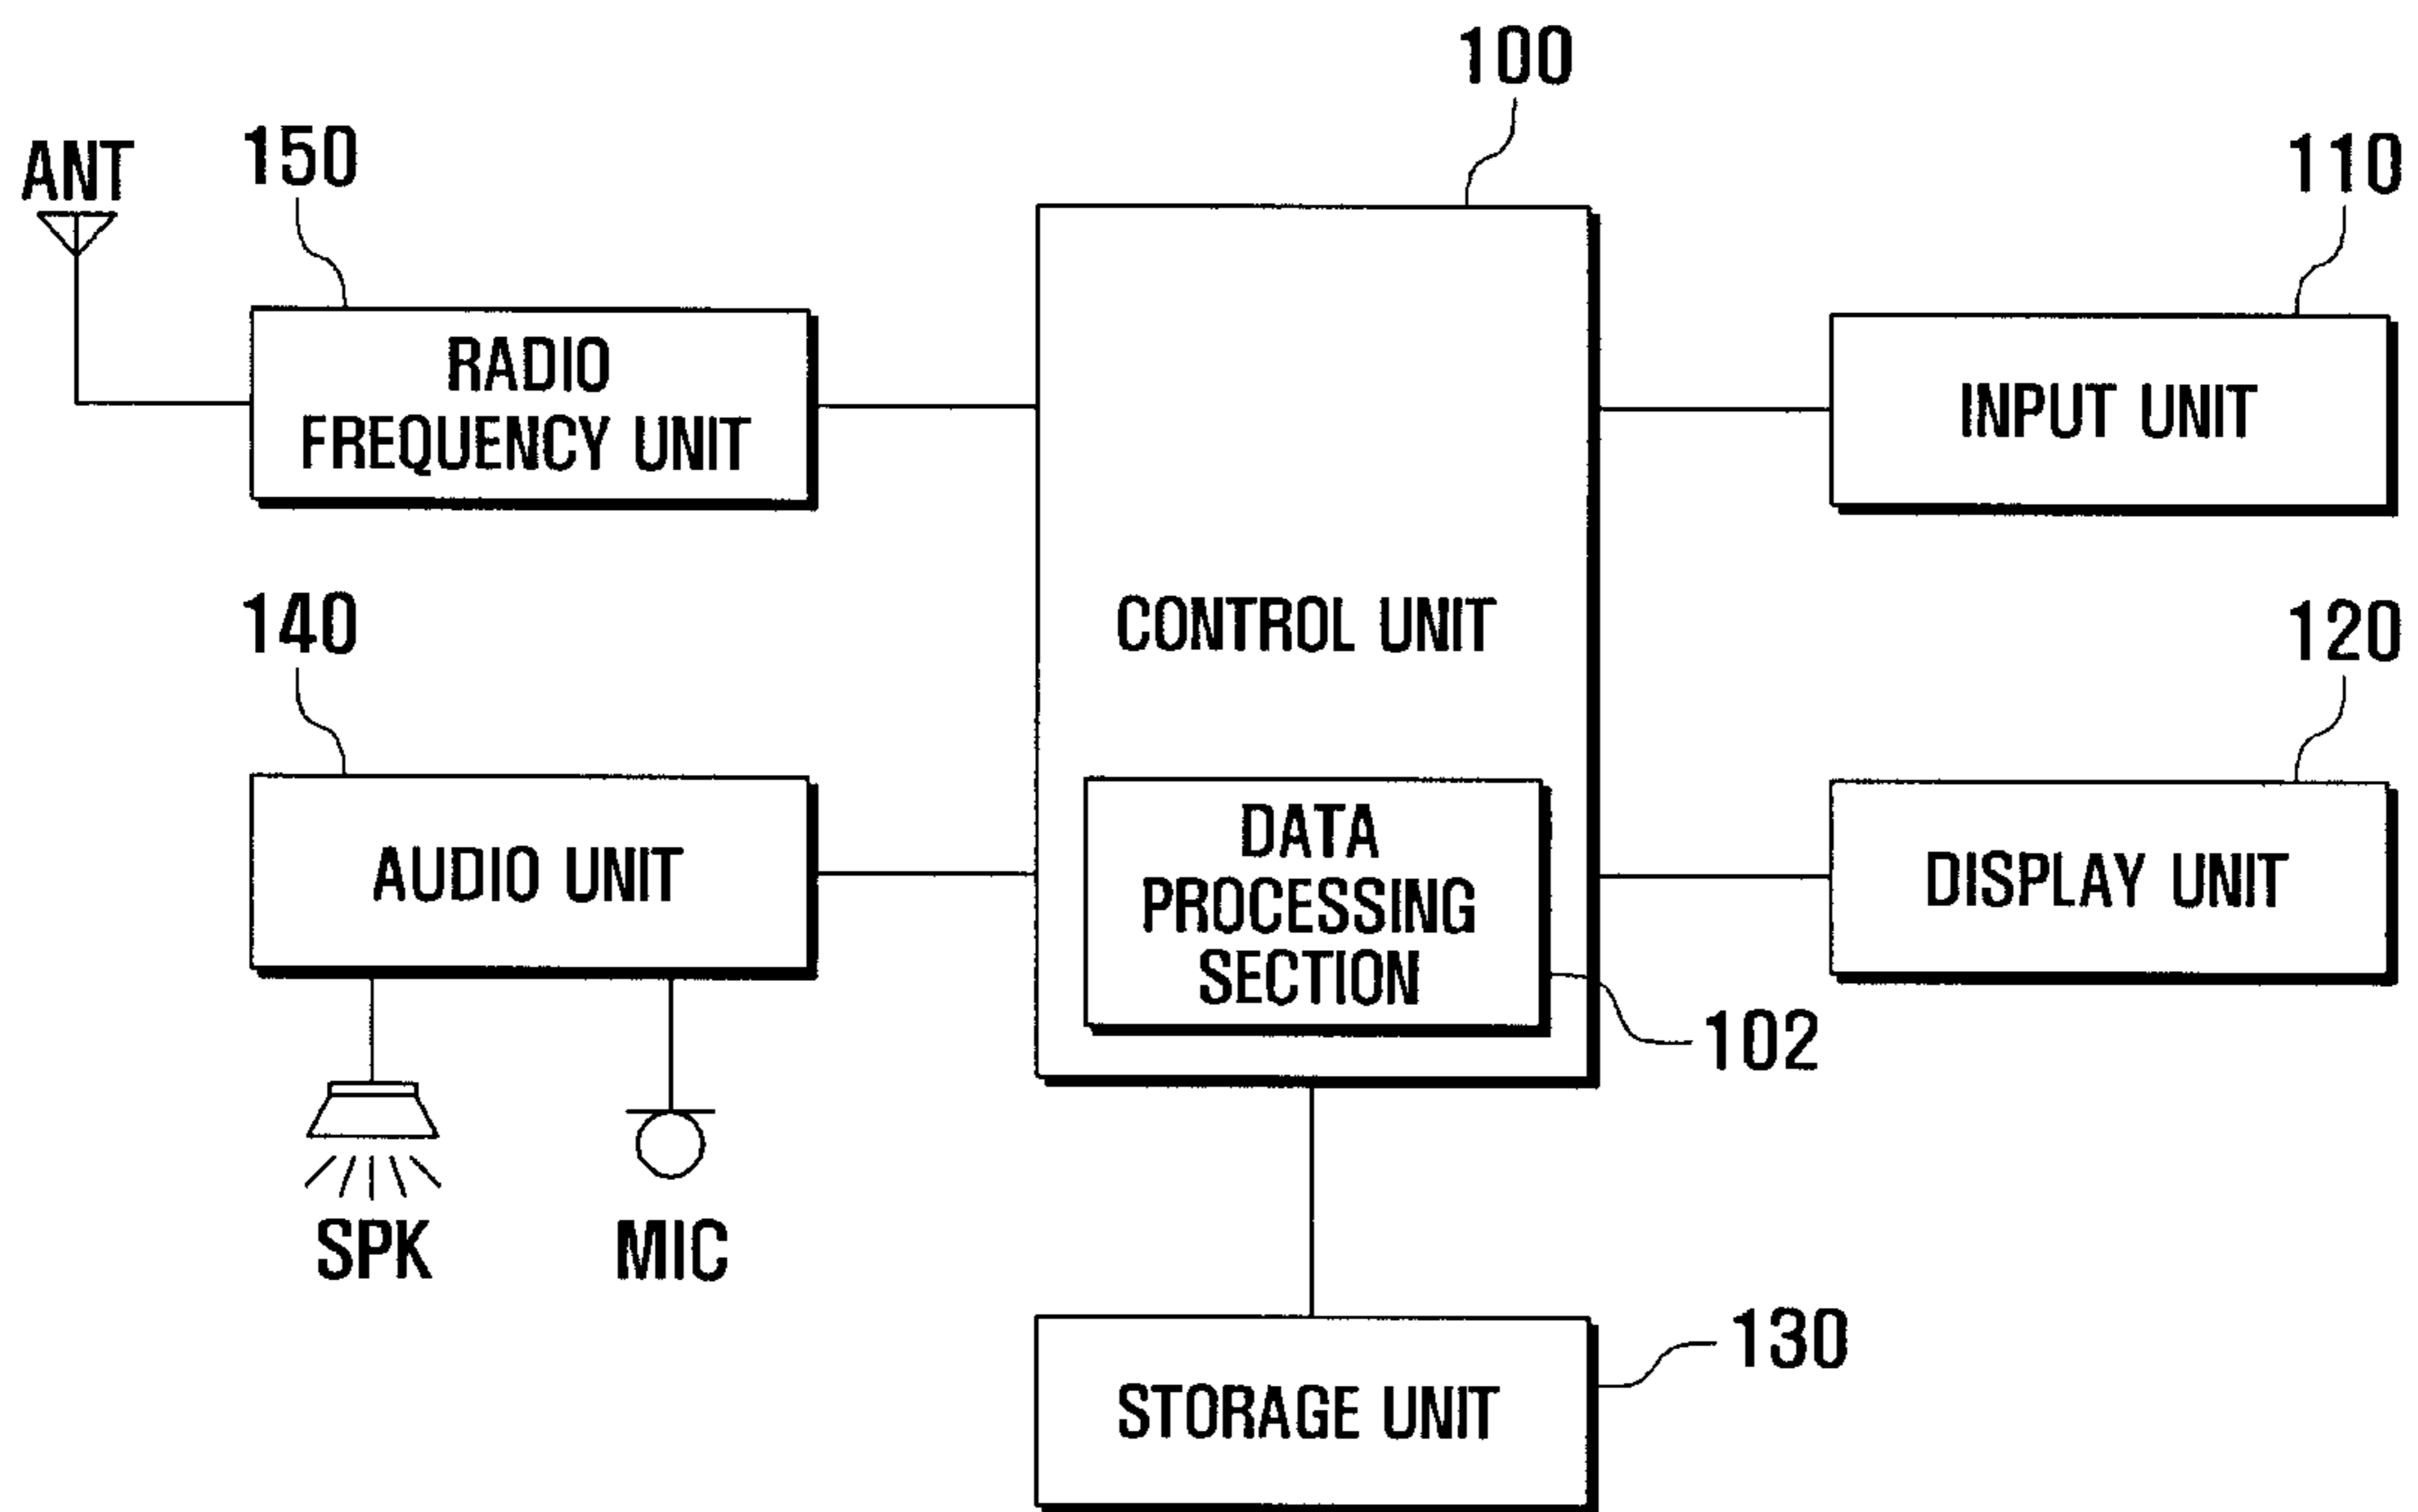 100
ANT
150
110
RADIO
FREQUENCY UNIT
INPUT UNIT
140
CONTROL UNIT
120
AUDIO UNIT
DATA
PROCESSING
SECTION
DISPLAY UNIT
102
SPK
MIC
130
STORAGE UNIT